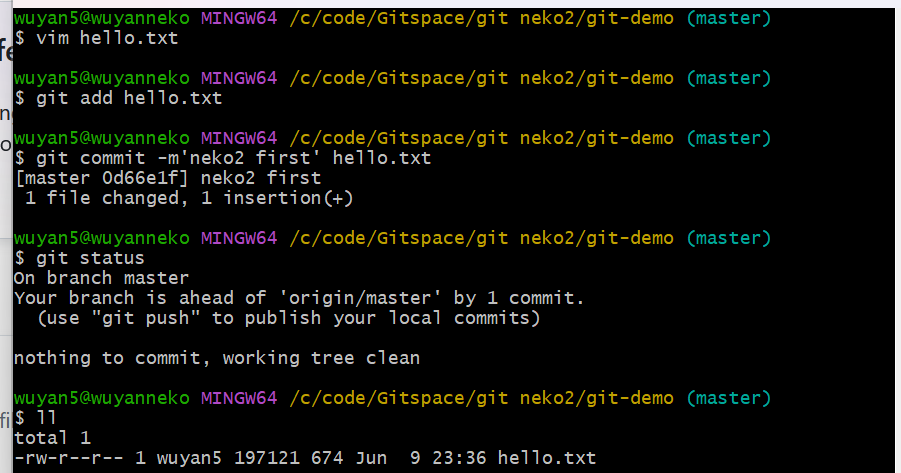 wuyan5@wuyanneko MINGW64 /c/code/Gitspace/git neko2/git-demo (master)
$ vim hello.txt
wuyan5@wuyanneko MINGW64 /c/code/Gitspace/git neko2/git-demo (master)
$ git add hello.txt
wuyan5@wuyanneko MINGW64 /c/code/Gitspace/git neko2/git-demo (master)
$ git commit -m'neko2 first' hello.txt
[master 0d66e1f] neko2 first
 1 file changed, 1 insertion(+)
wuyan5@wuyanneko MINGW64 /c/code/Gitspace/git neko2/git-demo (master)
$ git status
On branch master
Your branch is ahead of 'origin/master' by 1 commit.
  (use "git push" to publish your local commits)
nothing to commit, working tree clean
wuyan5@wuyanneko MINGW64 /c/code/Gitspace/git neko2/git-demo (master)
$ ll
total 1
-rw-r--r-- 1 wuyan5 197121 674 Jun  9 23:36 hello.txt